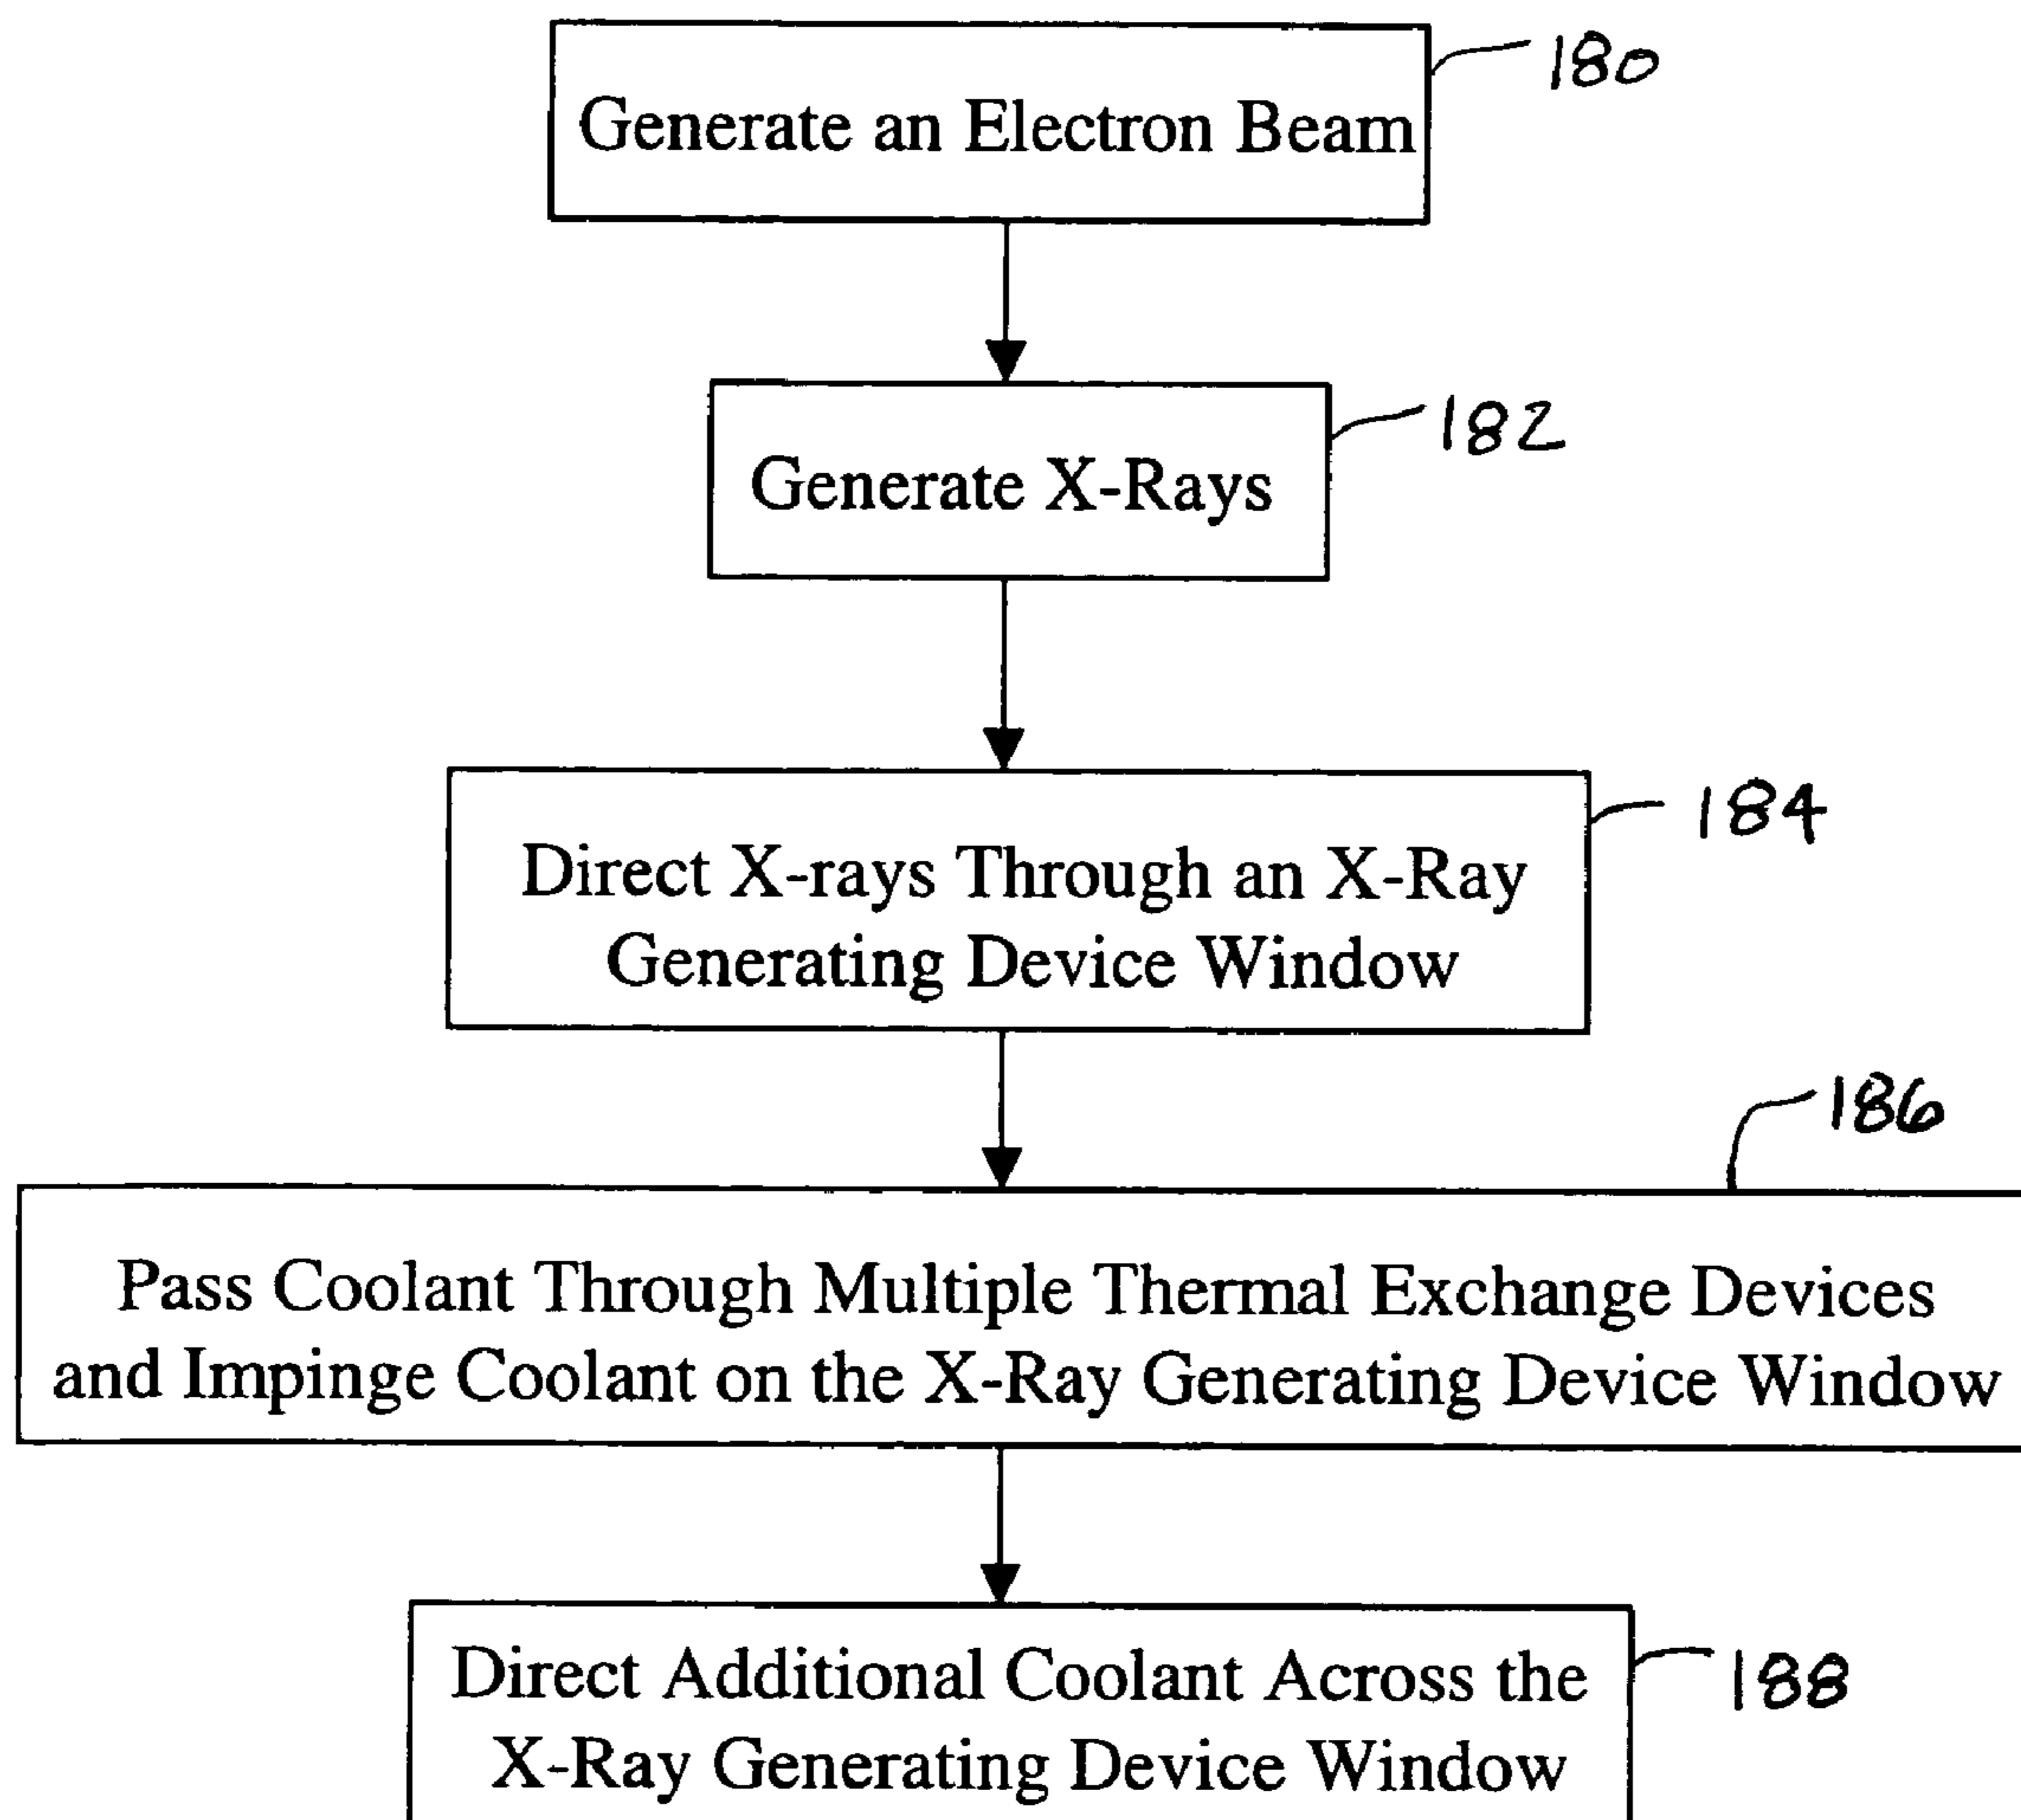 180
Generate an Electron Beam
182
Generate X-Rays
184
Direct X-rays Through an X-Ray
Generating Device Window
186
Pass Coolant Through Multiple Thermal Exchange Devices
and Impinge Coolant on the X-Ray Generating Device Window
188
Direct Additional Coolant Across the
X-Ray Generating Device Window